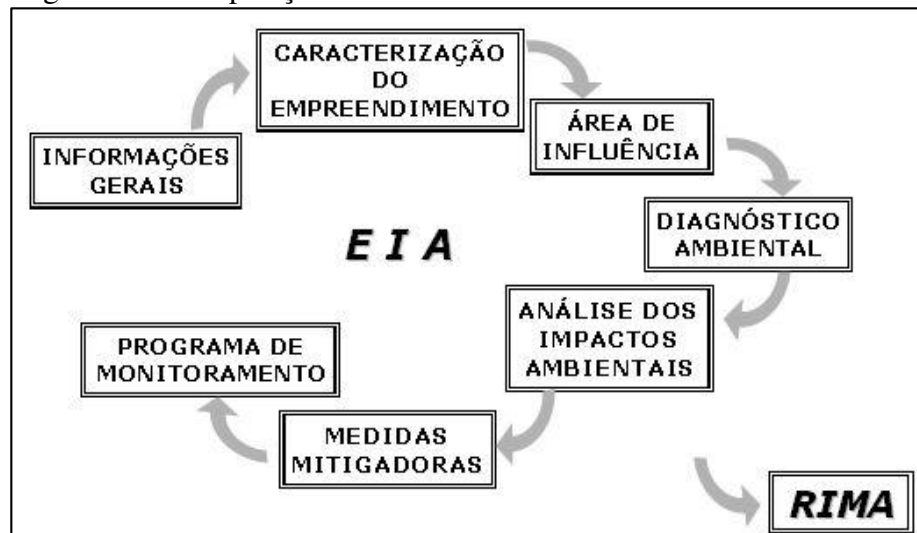 CARACTERIZAÇÃO
DO
EMPREENDIMENTO
ÁREA DE
INFLUÊNCIA
INFORMAÇÕES
GERAIS
DIAGNÓSTICO
AMBIENTAL
E I A
ANÁLISE DOS
IMPACTOS
AMBIENTAIS
PROGRAMA DE
MONITORAMENTO
MEDIDAS
MITIGADORAS
RIMA